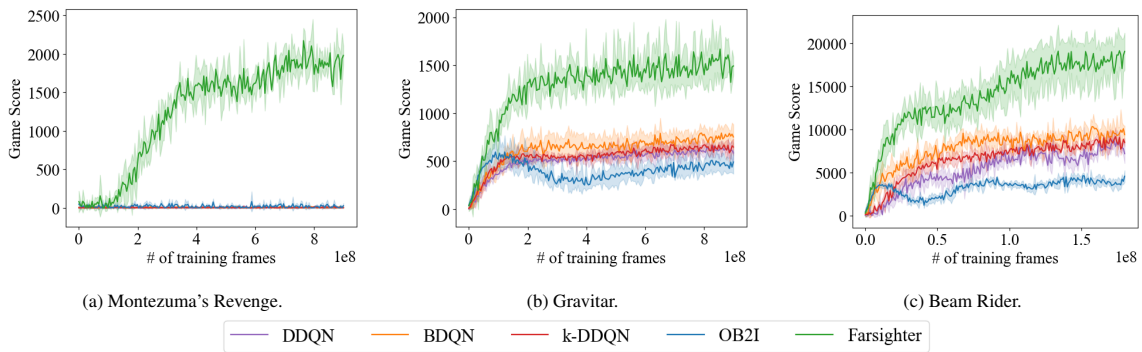 2500
2000
1500
1000
500
0
Game Score
0 2 4 6 8
# of training frames
1e8
(a) Montezuma's Revenge.
2000
1500
1000
500
0
Game Score
0 2 4 6 8
# of training frames
1e8
(b) Gravitar.
20000
15000
10000
5000
0
Game Score
0.0 0.5 1.0 1.5
# of training frames
1e8
(c) Beam Rider.
DDQN BDQN k-DDQN OB2I Farsighter